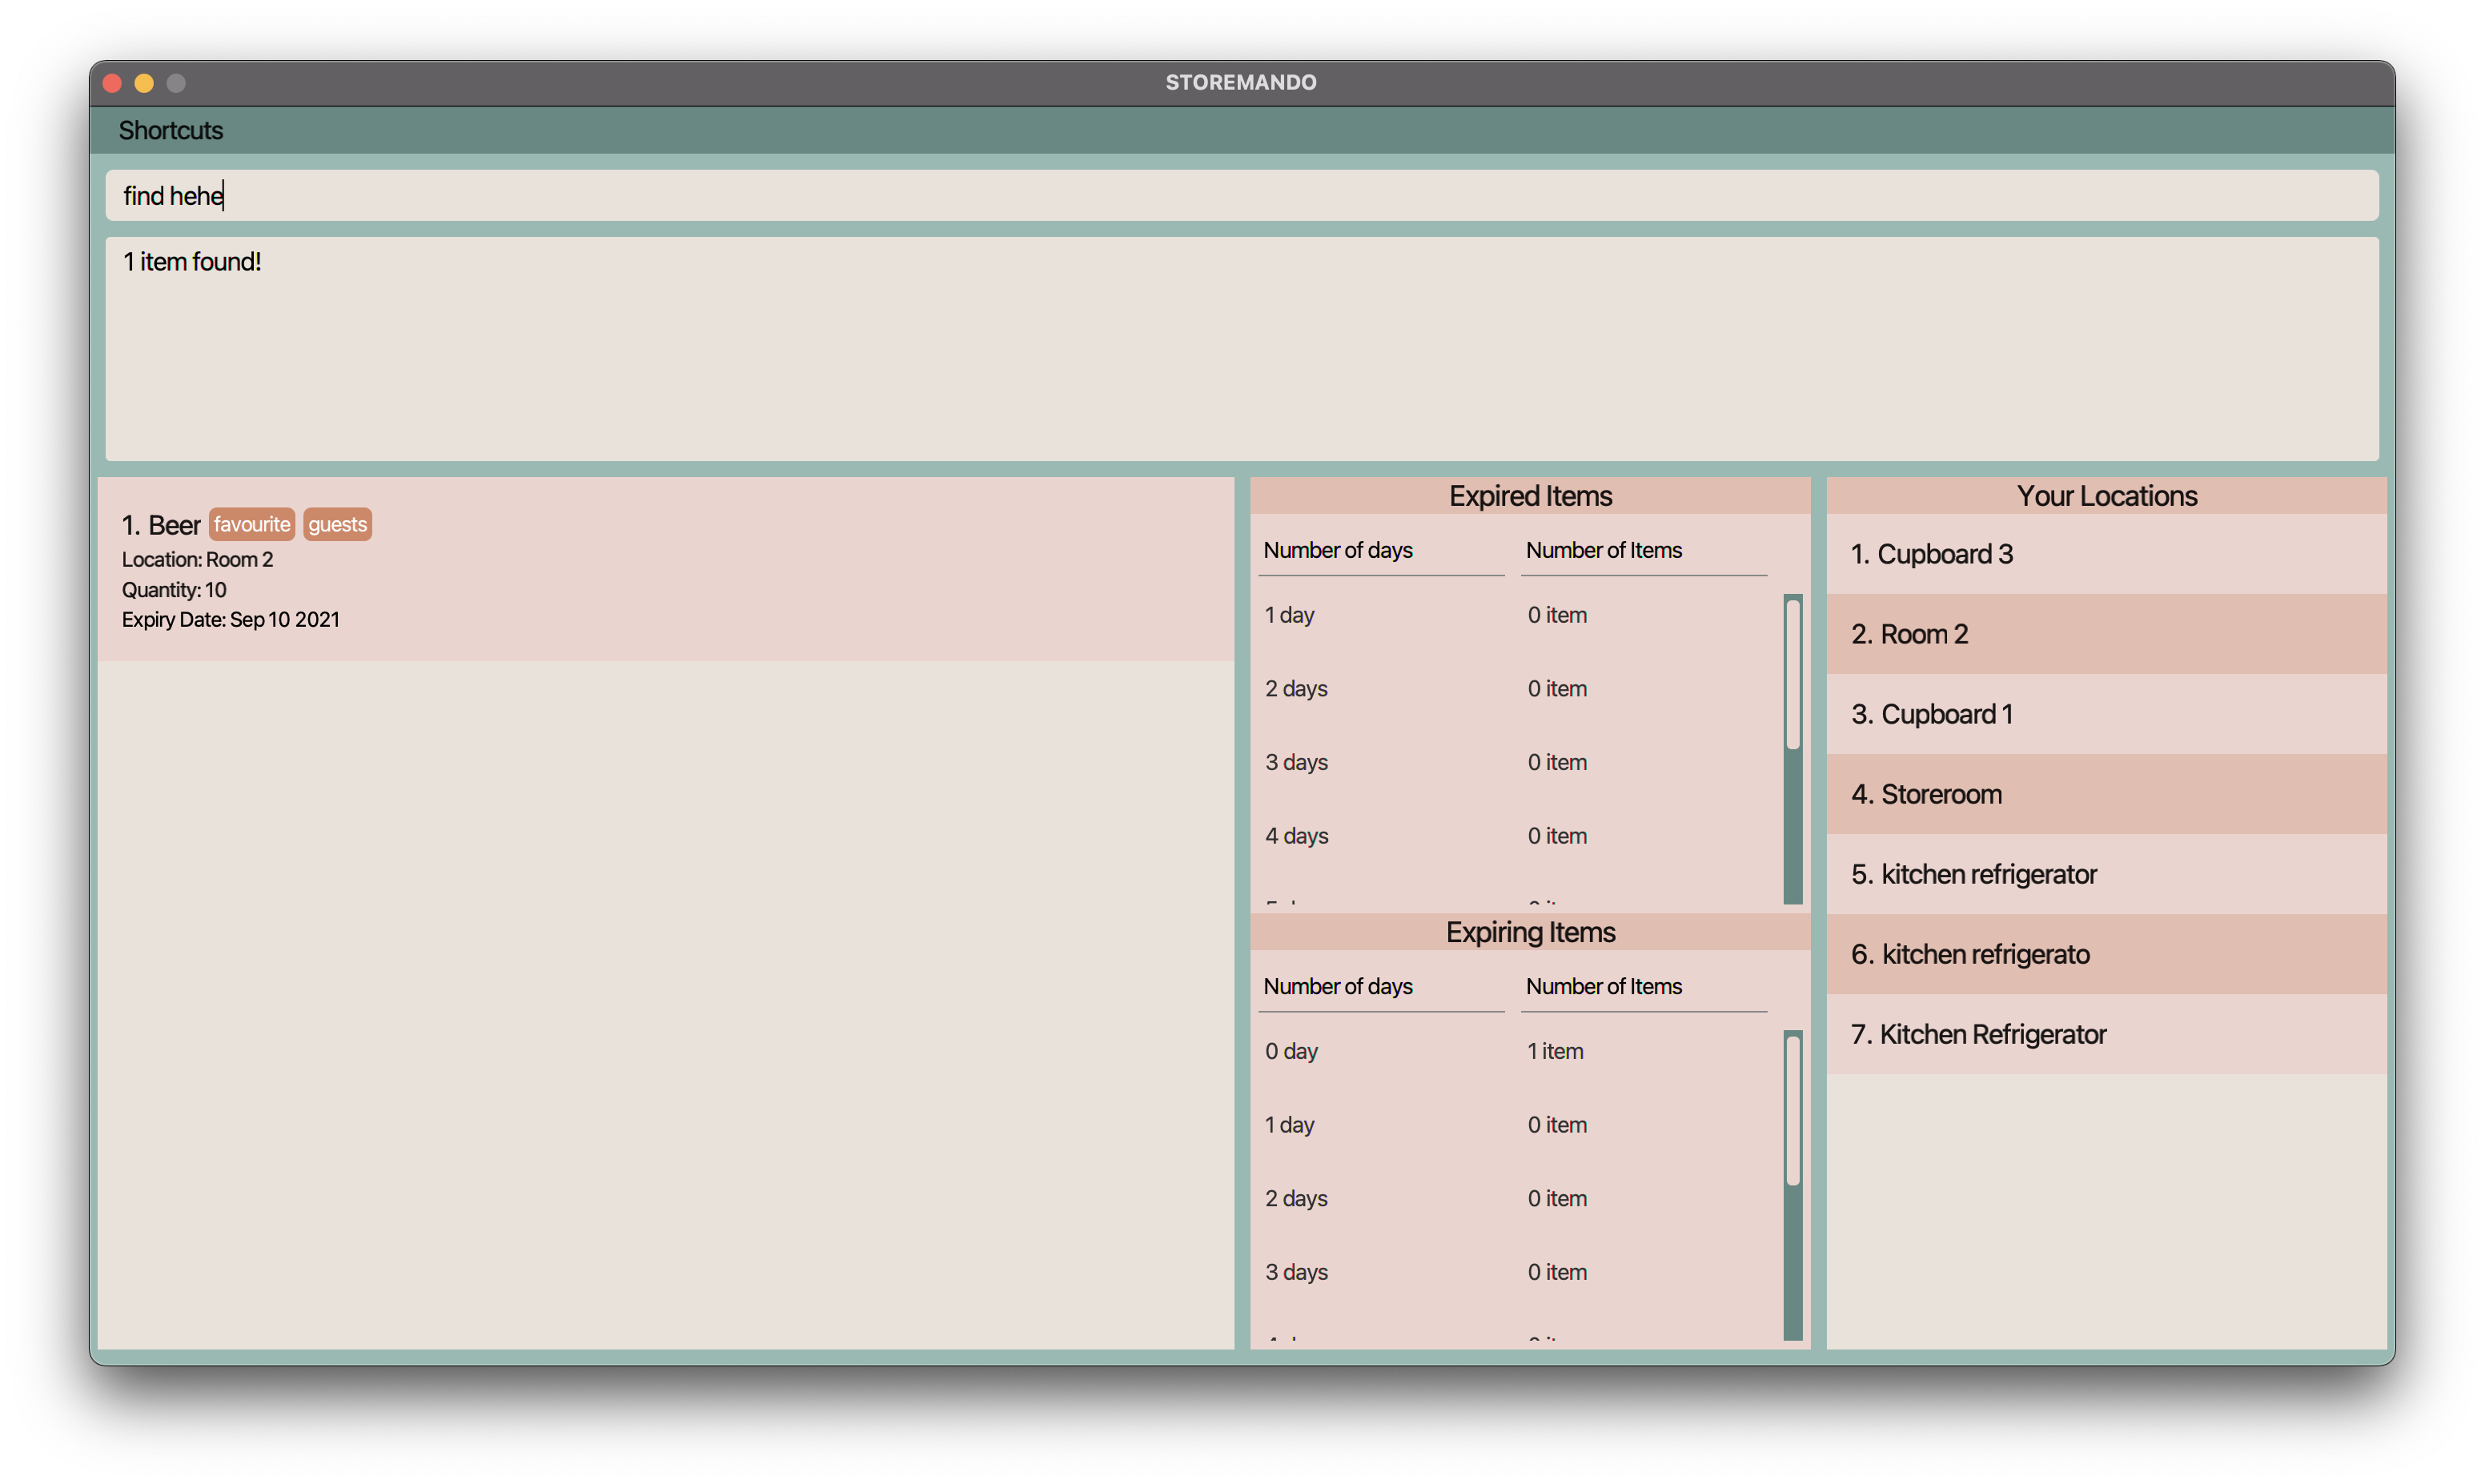 STOREMANDO
Shortcuts
find hehe
1 item found!
1. Beer favourite guests
Location: Room 2
Quantity: 10
Expiry Date: Sep 10 2021
Expired Items
Number of days Number of Items
1 day 0 item
2 days 0 item
3 days 0 item
4 days 0 item
Expiring Items
Number of days Number of Items
0 day 1 item
1 day 0 item
2 days 0 item
3 days 0 item
Your Locations
1. Cupboard 3
2. Room 2
3. Cupboard 1
4. Storeroom
5. kitchen refrigerator
6. kitchen refrigerato
7. Kitchen Refrigerator